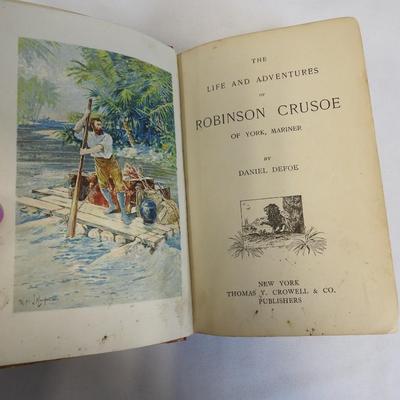 THE
LIFE AND ADVENTURES
OF
ROBINSON CRUSOE
OF YORK, MARINER
BY
DANIEL DEFOE
NEW YORK
THOMAS Y. CROWELL & CO.
PUBLISHERS